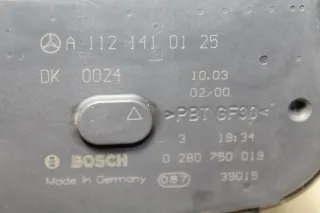 A 112 141 01 25
DK 0024 10.03
02/00
>PBT GF30<
3 19:34
BOSCH 0 280 750 019
Made in Germany 087 39015